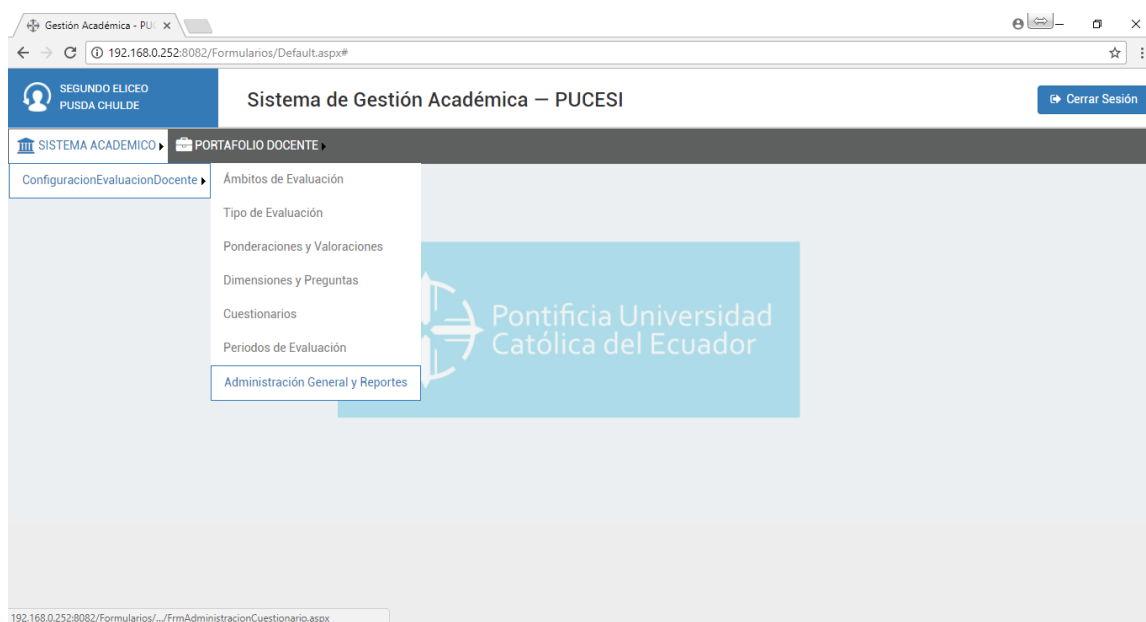 Gestión Académica - PU
192.168.0.252:8082/Formularios/Default.aspx#
SEGUNDO ELICEO
PUSDA CHULDE
Sistema de Gestión Académica — PUCESI
Cerrar Sesión
SISTEMA ACADEMICO
PORTAFOLIO DOCENTE
ConfiguracionEvaluacionDocente
Ámbitos de Evaluación
Tipo de Evaluación
Ponderaciones y Valoraciones
Dimensiones y Preguntas
Cuestionarios
Periodos de Evaluación
Administración General y Reportes
Pontificia Universidad
Católica del Ecuador
192.168.0.252:8082/Formularios/.../FrmAdministracionCuestionario.aspx